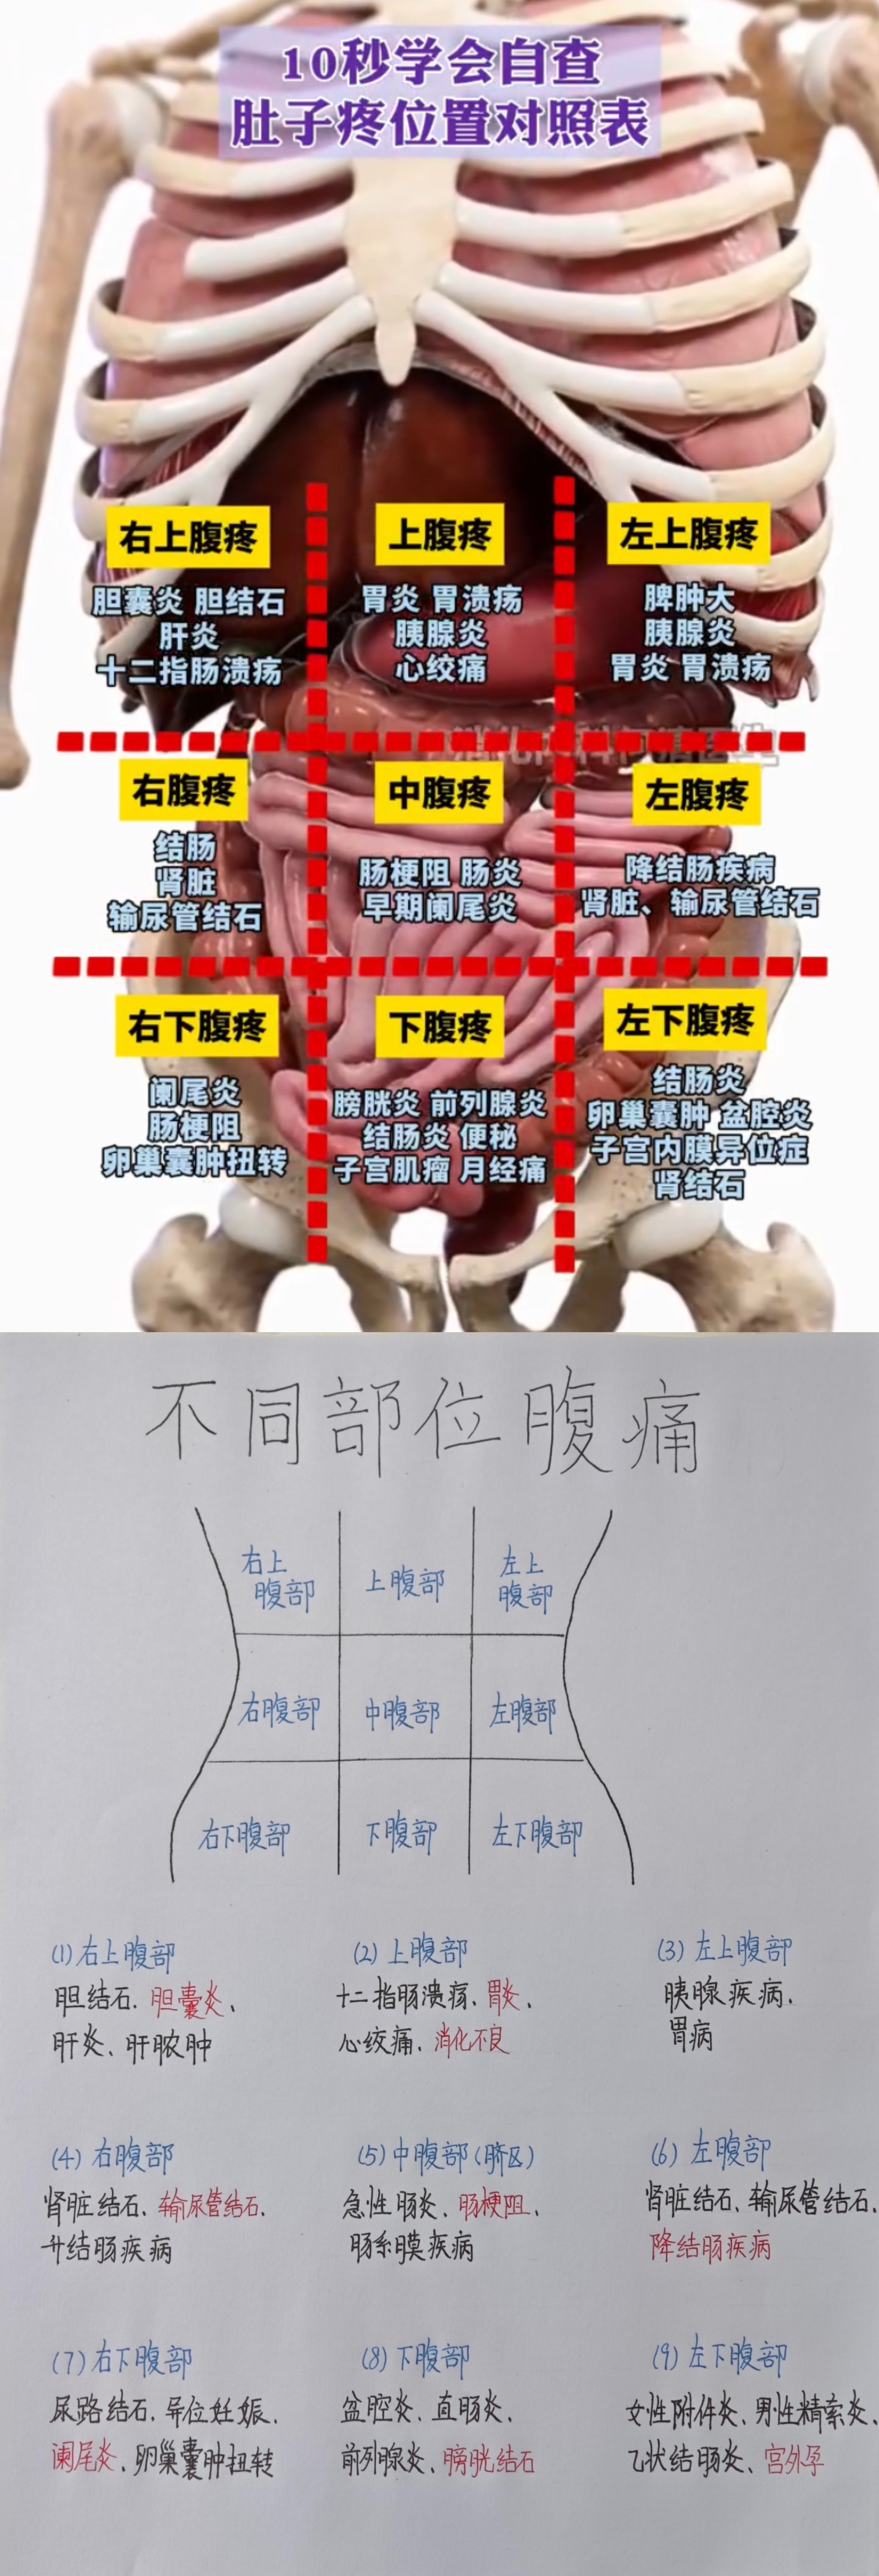 10秒学会自查
肚子疼位置对照表
右上腹疼
胆囊炎 胆结石
肝炎
十二指肠溃疡
上腹疼
胃炎 胃溃疡
胰腺炎
心绞痛
左上腹疼
脾肿大
胰腺炎
胃炎 胃溃疡
右腹疼
结肠
肾脏
输尿管结石
中腹疼
肠梗阻 肠炎
早期阑尾炎
左腹疼
降结肠疾病
肾脏、输尿管结石
右下腹疼
阑尾炎
肠梗阻
卵巢囊肿扭转
下腹疼
膀胱炎 前列腺炎
结肠炎 便秘
子宫肌瘤 月经痛
左下腹疼
结肠炎
卵巢囊肿 盆腔炎
子宫内膜异位症
肾结石
不同部位腹痛
右上
腹部
上腹部
左上
腹部
右腹部
中腹部
左腹部
右下腹部
下腹部
左下腹部
(1)右上腹部
胆结石.胆囊炎、
肝炎、肝脓肿
(2)上腹部
十二指肠溃疡、胃炎、
心绞痛、消化不良
(3)左上腹部
胰腺疾病.
胃病
(4)右腹部
肾脏结石、输尿管结石.
升结肠疾病
(5)中腹部(脐区)
急性肠炎、肠梗阻、
肠系膜疾病
(6)左腹部
肾脏结石、输尿管结石.
降结肠疾病
(7)右下腹部
尿路结石.异位妊娠.
阑尾炎、卵巢囊肿扭转
(8)下腹部
盆腔炎、直肠炎、
前列腺炎、膀胱结石
(9)左下腹部
女性附件炎、男性精索炎、
乙状结肠炎、宫外孕